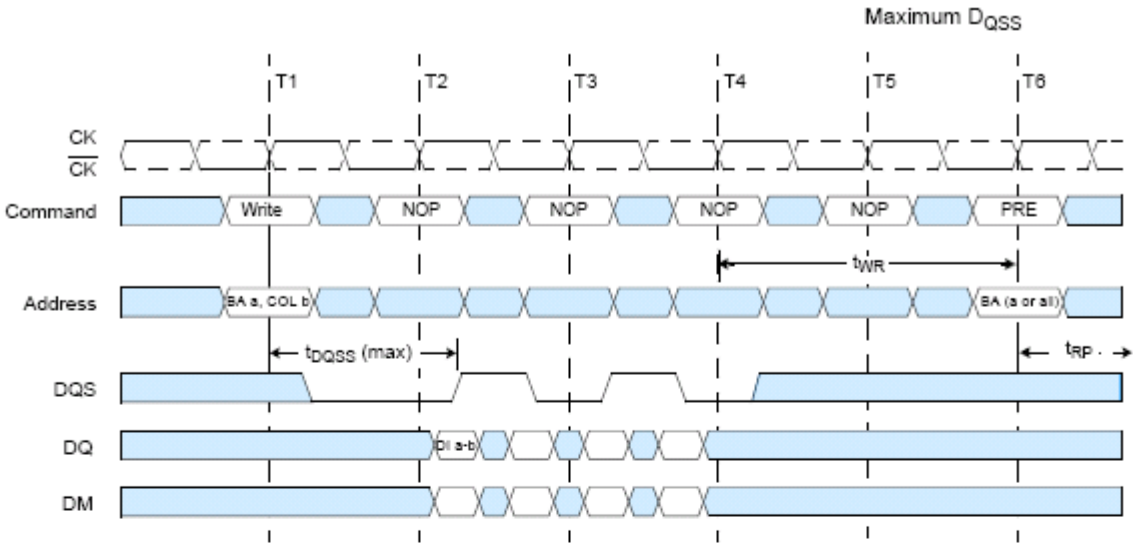 Maximum DQSS
T1 T2 T3 T4 T5 T6
CK
CK
Command Write NOP NOP NOP NOP PRE
tWR
Address BA a, COL b BA (a or all)
tDQSS (max) tRP
DQS
DQ DI a-b
DM